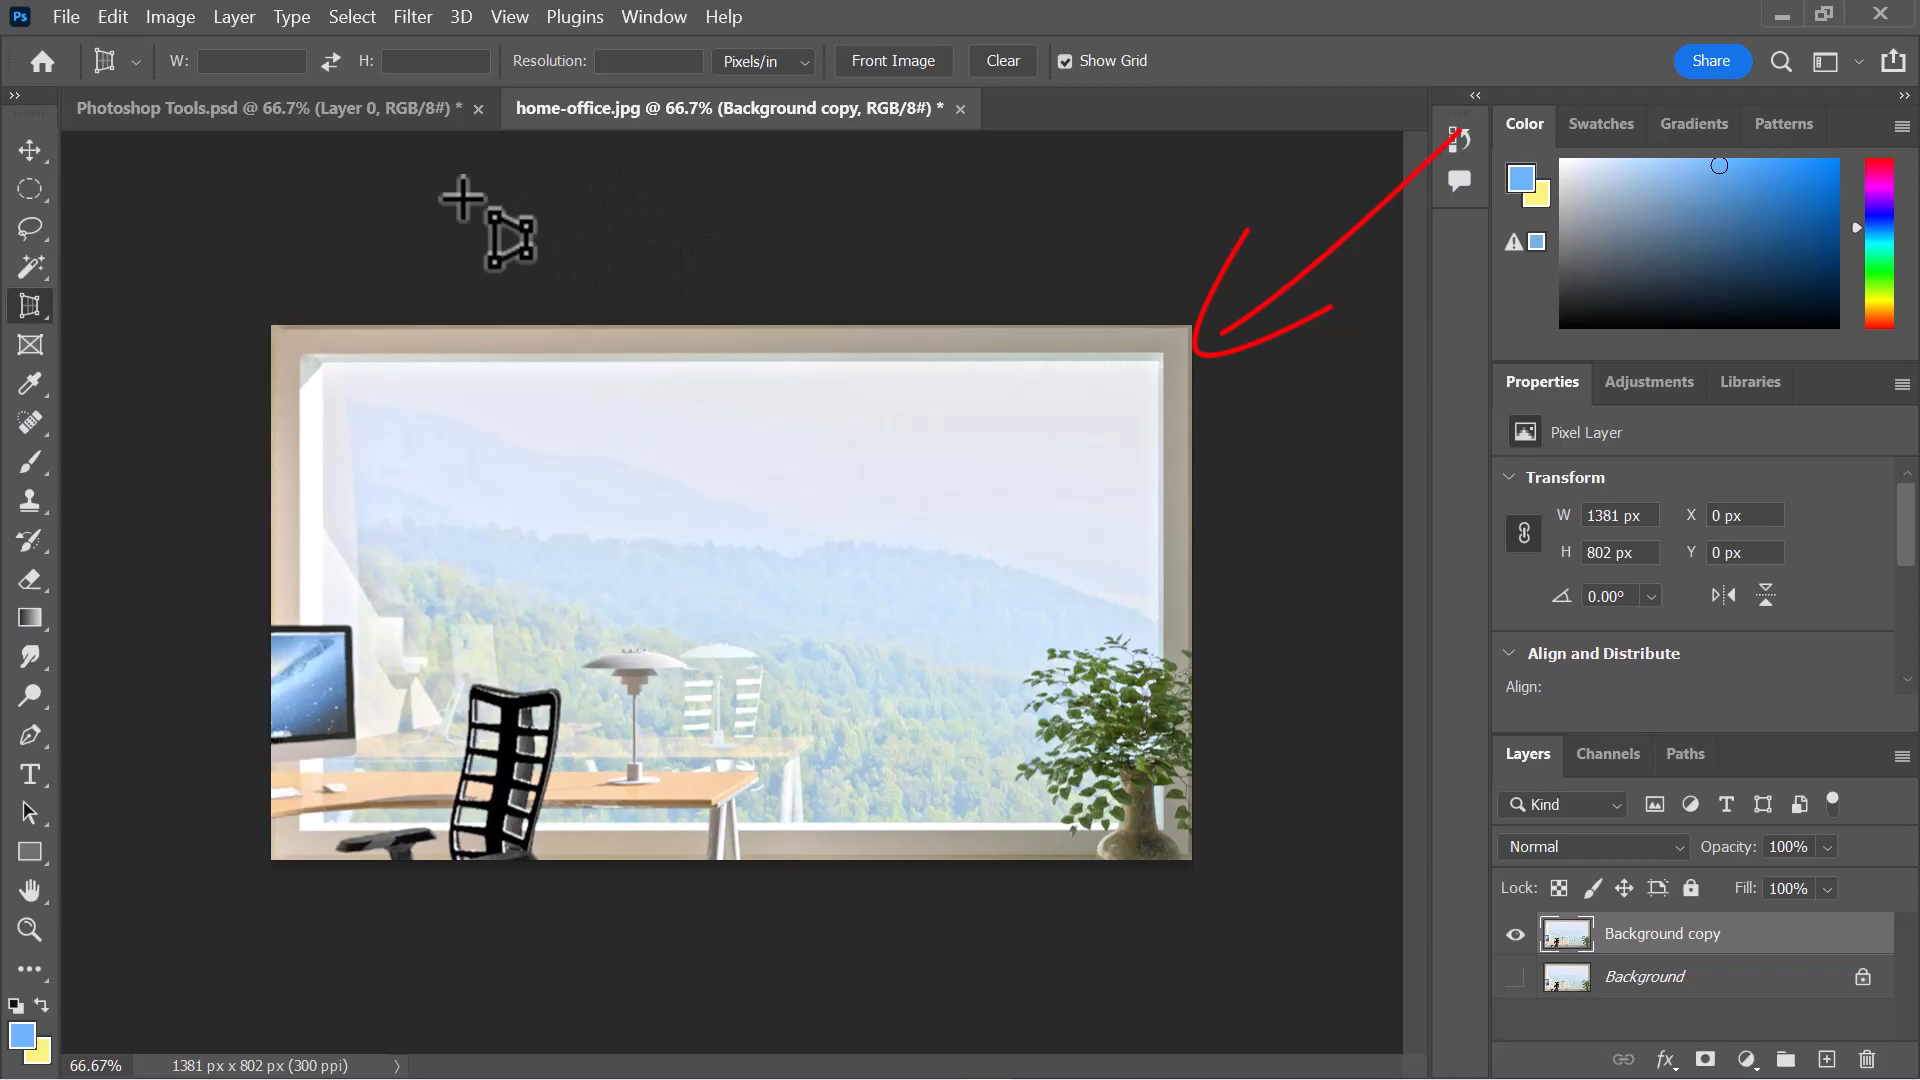 Ps File Edit Image Layer Type Select Filter 3D View Plugins Window Help
W: H: Resolution: Pixels/in Front Image Clear Show Grid Share
Photoshop Tools.psd @ 66.7% (Layer 0, RGB/8#) * × home-office.jpg @ 66.7% (Background copy, RGB/8#) * ×
Color Swatches Gradients Patterns
Properties Adjustments Libraries
Pixel Layer
Transform
W 1381 px X 0 px
H 802 px Y 0 px
0.00°
Align and Distribute
Align:
Layers Channels Paths
Kind
Normal Opacity: 100%
Lock: Fill: 100%
Background copy
Background
fx
66.67% 1381 px x 802 px (300 ppi)